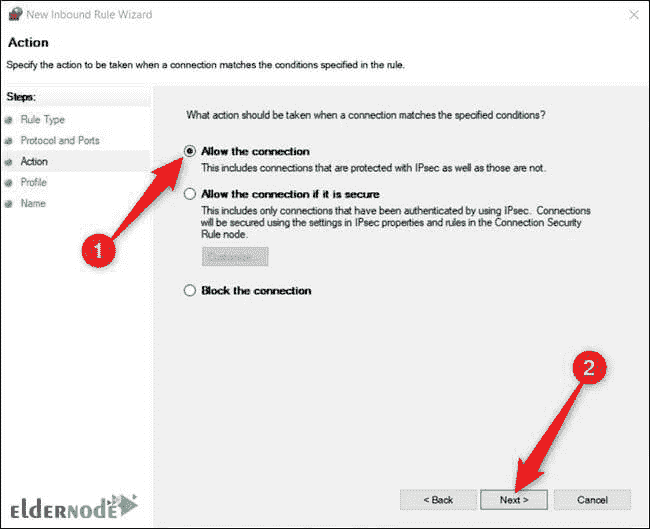 New Inbound Rule Wizard
Action
Specify the action to be taken when a connection matches the conditions specified in the rule.
Steps:
Rule Type
Protocol and Ports
Action
Profile
Name
What action should be taken when a connection matches the specified conditions?
Allow the connection
This includes connections that are protected with IPsec as well as those are not.
Allow the connection if it is secure
This includes only connections that have been authenticated by using IPsec. Connections
will be secured using the settings in IPsec properties and rules in the Connection Security
Rule node.
Customize...
Block the connection
1
2
< Back
Next >
Cancel
eldernode